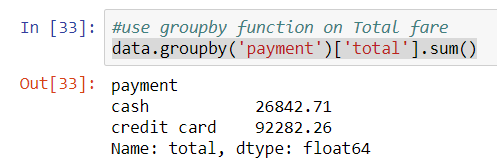 In [33]: #use groupby function on Total fare
data.groupby('payment')['total'].sum()
Out[33]: payment
cash 26842.71
credit card 92282.26
Name: total, dtype: float64